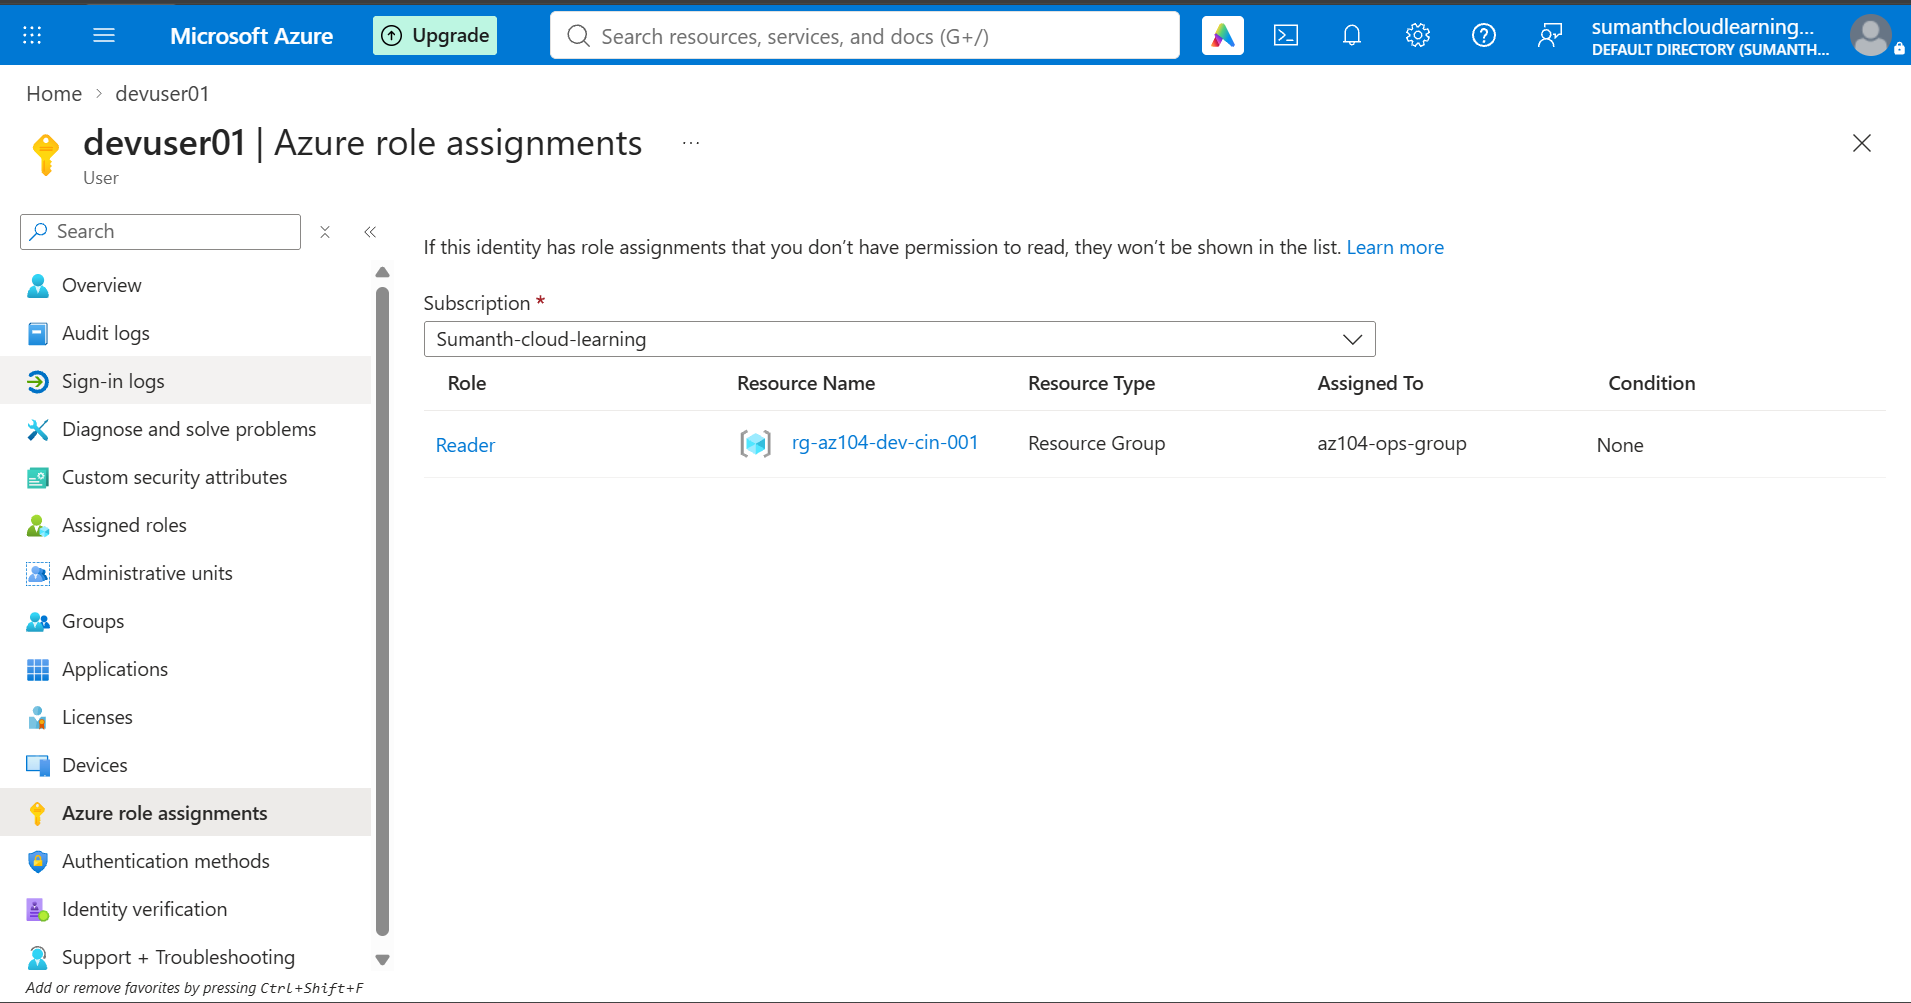 Microsoft Azure
Upgrade
Search resources, services, and docs (G+/)
sumanthcloudlearning...
DEFAULT DIRECTORY (SUMANTH...
Home > devuser01
devuser01 | Azure role assignments ...
User
Search
Overview
Audit logs
Sign-in logs
Diagnose and solve problems
Custom security attributes
Assigned roles
Administrative units
Groups
Applications
Licenses
Devices
Azure role assignments
Authentication methods
Identity verification
Support + Troubleshooting
Add or remove favorites by pressing Ctrl+Shift+F
If this identity has role assignments that you don’t have permission to read, they won’t be shown in the list. Learn more
Subscription *
Sumanth-cloud-learning
Role Resource Name Resource Type Assigned To Condition
Reader rg-az104-dev-cin-001 Resource Group az104-ops-group None